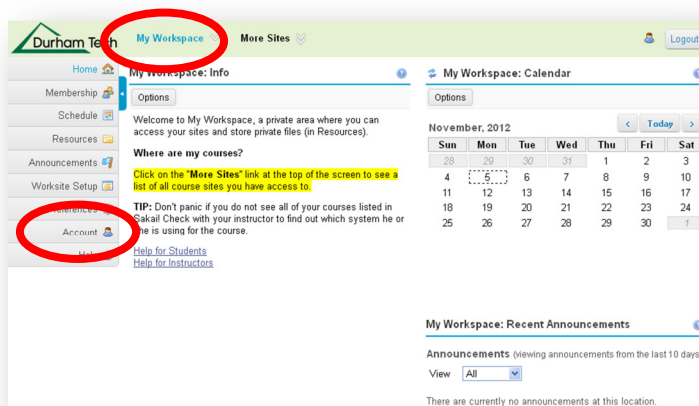 Durham Tech
My Workspace
More Sites
Logout
Home
Membership
Schedule
Resources
Announcements
Worksite Setup
Preferences
Account
Help
My Workspace: Info
Options
Welcome to My Workspace, a private area where you can
access your sites and store private files (in Resources).
Where are my courses?
Click on the "More Sites" link at the top of the screen to see a
list of all course sites you have access to.
TIP: Don't panic if you do not see all of your courses listed in
Sakai! Check with your instructor to find out which system he or
she is using for the course.
Help for Students
Help for Instructors
My Workspace: Calendar
Options
November, 2012
< Today >
Sun Mon Tue Wed Thu Fri Sat
28 29 30 31 1 2 3
4 5 6 7 8 9 10
11 12 13 14 15 16 17
18 19 20 21 22 23 24
25 26 27 28 29 30 1
My Workspace: Recent Announcements
Announcements (viewing announcements from the last 10 days
View All
There are currently no announcements at this location.